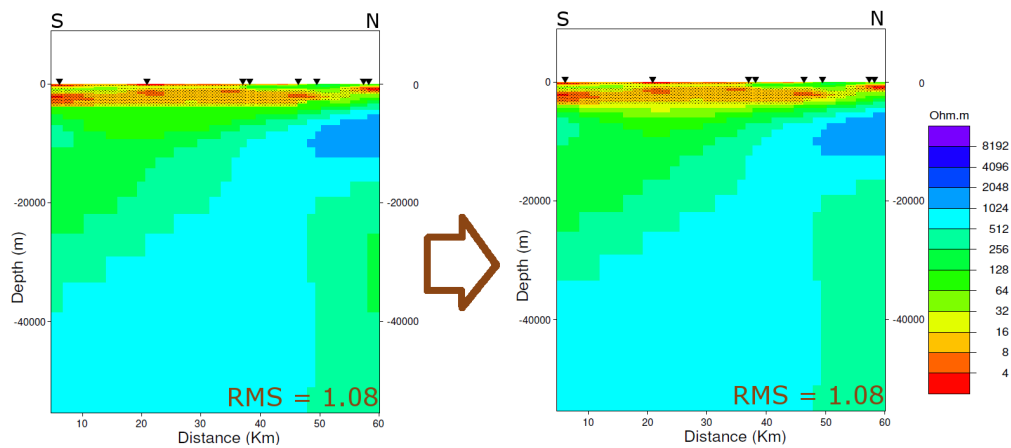 S N
0 0
-20000 -20000
-40000 -40000
Depth (m)
RMS = 1.08
10 20 30 40 50 60
Distance (Km)
S N
0 0
-20000 -20000
-40000 -40000
Depth (m)
RMS = 1.08
10 20 30 40 50 60
Distance (Km)
Ohm.m
8192
4096
2048
1024
512
256
128
64
32
16
8
4